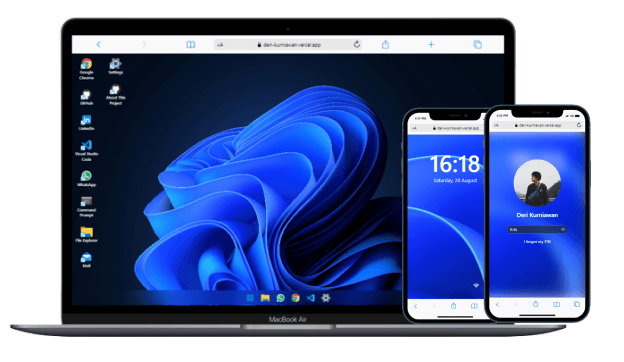 AA deri-kurniawan.vercel.app
Google
Chrome
Settings
GitHub
About This
Project
LinkedIn
Visual Studio
Code
WhatsApp
Command
Prompt
File Explorer
Mail
MacBook Air
AA deri-kurniawan.vercel.app
16:18
Saturday, 20 August
AA deri-kurniawan.vercel.app
Deri Kurniawan
PIN
I forgot my PIN